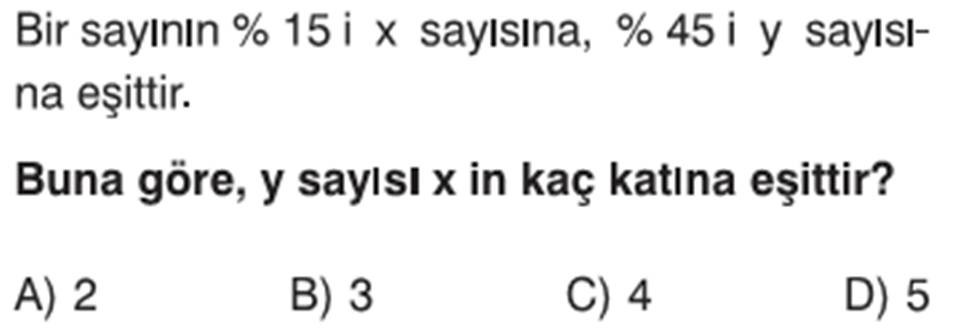 Bir sayının % 15 i x sayısına, % 45 i y sayısı-
na eşittir.
Buna göre, y sayısı x in kaç katına eşittir?
A) 2 B) 3 C) 4 D) 5